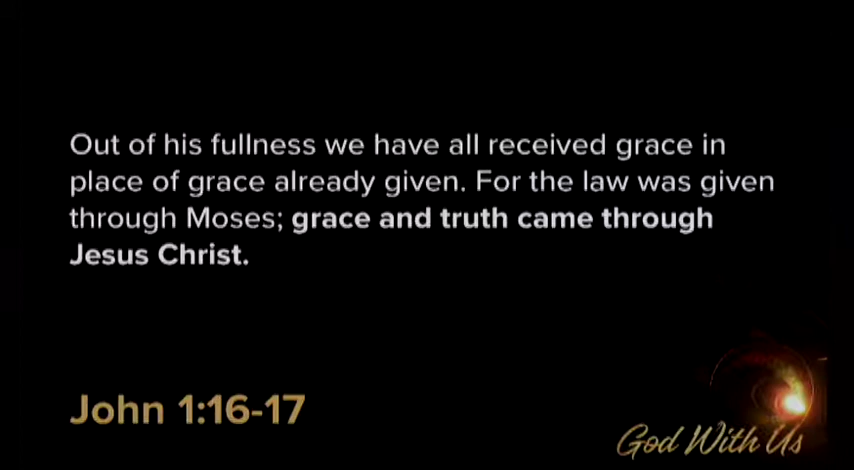 Out of his fullness we have all received grace in
place of grace already given. For the law was given
through Moses; grace and truth came through
Jesus Christ.
John 1:16-17
God With Us